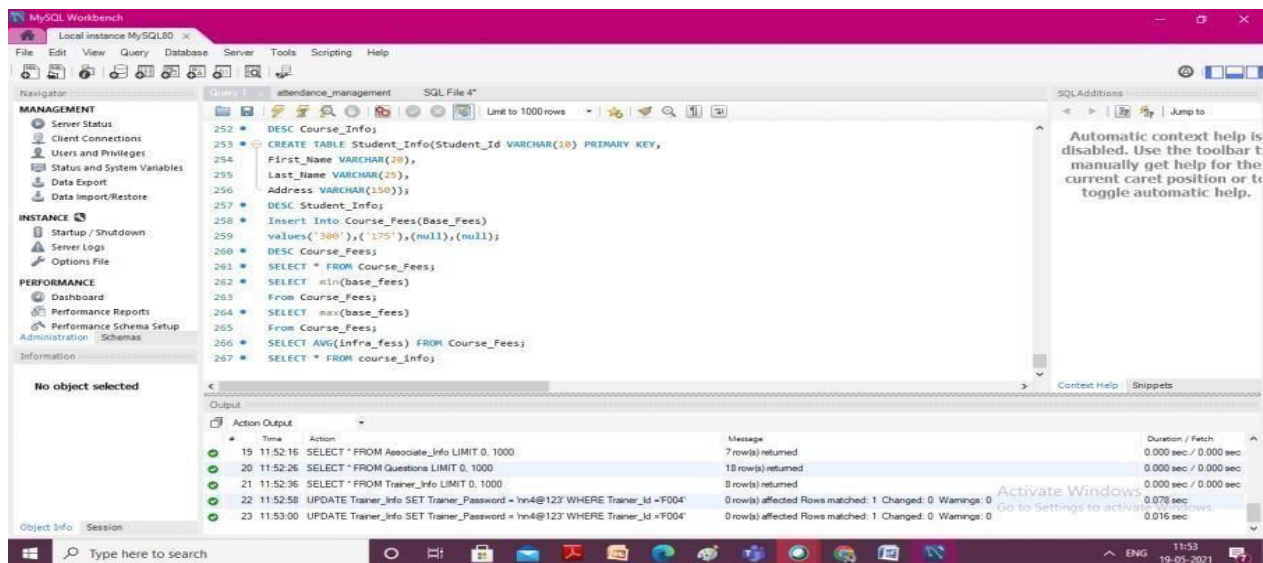 MySQL Workbench
Local instance MySQL80 ×
File Edit View Query Database Server Tools Scripting Help
Navigator
MANAGEMENT
Server Status
Client Connections
Users and Privileges
Status and System Variables
Data Export
Data Import/Restore
INSTANCE
Startup / Shutdown
Server Logs
Options File
PERFORMANCE
Dashboard
Performance Reports
Performance Schema Setup
Administration Schemas
Information
No object selected
Object Info Session
Query 1 × attendance_management SQL File 4*
Limit to 1000 rows
252 DESC Course_Info;
253 CREATE TABLE Student_Info(Student_Id VARCHAR(10) PRIMARY KEY,
254 First_Name VARCHAR(20),
255 Last_Name VARCHAR(25),
256 Address VARCHAR(150));
257 DESC Student_Info;
258 Insert Into Course_Fees(Base_Fees)
259 values('300'),('175'),(null),(null);
260 DESC Course_Fees;
261 SELECT * FROM Course_Fees;
262 SELECT min(base_fees)
263 From Course_Fees;
264 SELECT max(base_fees)
265 From Course_Fees;
266 SELECT AVG(infra_fess) FROM Course_Fees;
267 SELECT * FROM course_info;
SQLAdditions
Jump to
Automatic context help is
disabled. Use the toolbar t
manually get help for the
current caret position or to
toggle automatic help.
Context Help Snippets
Output
Action Output
# Time Action Message Duration / Fetch
19 11:52:16 SELECT * FROM Associate_Info LIMIT 0, 1000 7 row(s) returned 0.000 sec / 0.000 sec
20 11:52:26 SELECT * FROM Questions LIMIT 0, 1000 18 row(s) returned 0.000 sec / 0.000 sec
21 11:52:36 SELECT * FROM Trainer_Info LIMIT 0, 1000 8 row(s) returned 0.000 sec / 0.000 sec
22 11:52:58 UPDATE Trainer_Info SET Trainer_Password = 'nn4@123' WHERE Trainer_Id ='F004' 0 row(s) affected Rows matched: 1 Changed: 0 Warnings: 0 0.078 sec
23 11:53:00 UPDATE Trainer_Info SET Trainer_Password = 'nn4@123' WHERE Trainer_Id ='F004' 0 row(s) affected Rows matched: 1 Changed: 0 Warnings: 0 0.016 sec
Activate Windows
Go to Settings to activate Windows.
Type here to search
ENG
11:53
19-05-2021